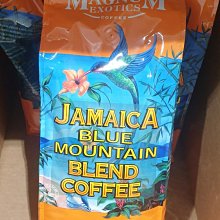 MAGNUM
EXOTICS
COFFEE
JAMAICA
BLUE
MOUNTAIN
BLEND
COFFEE